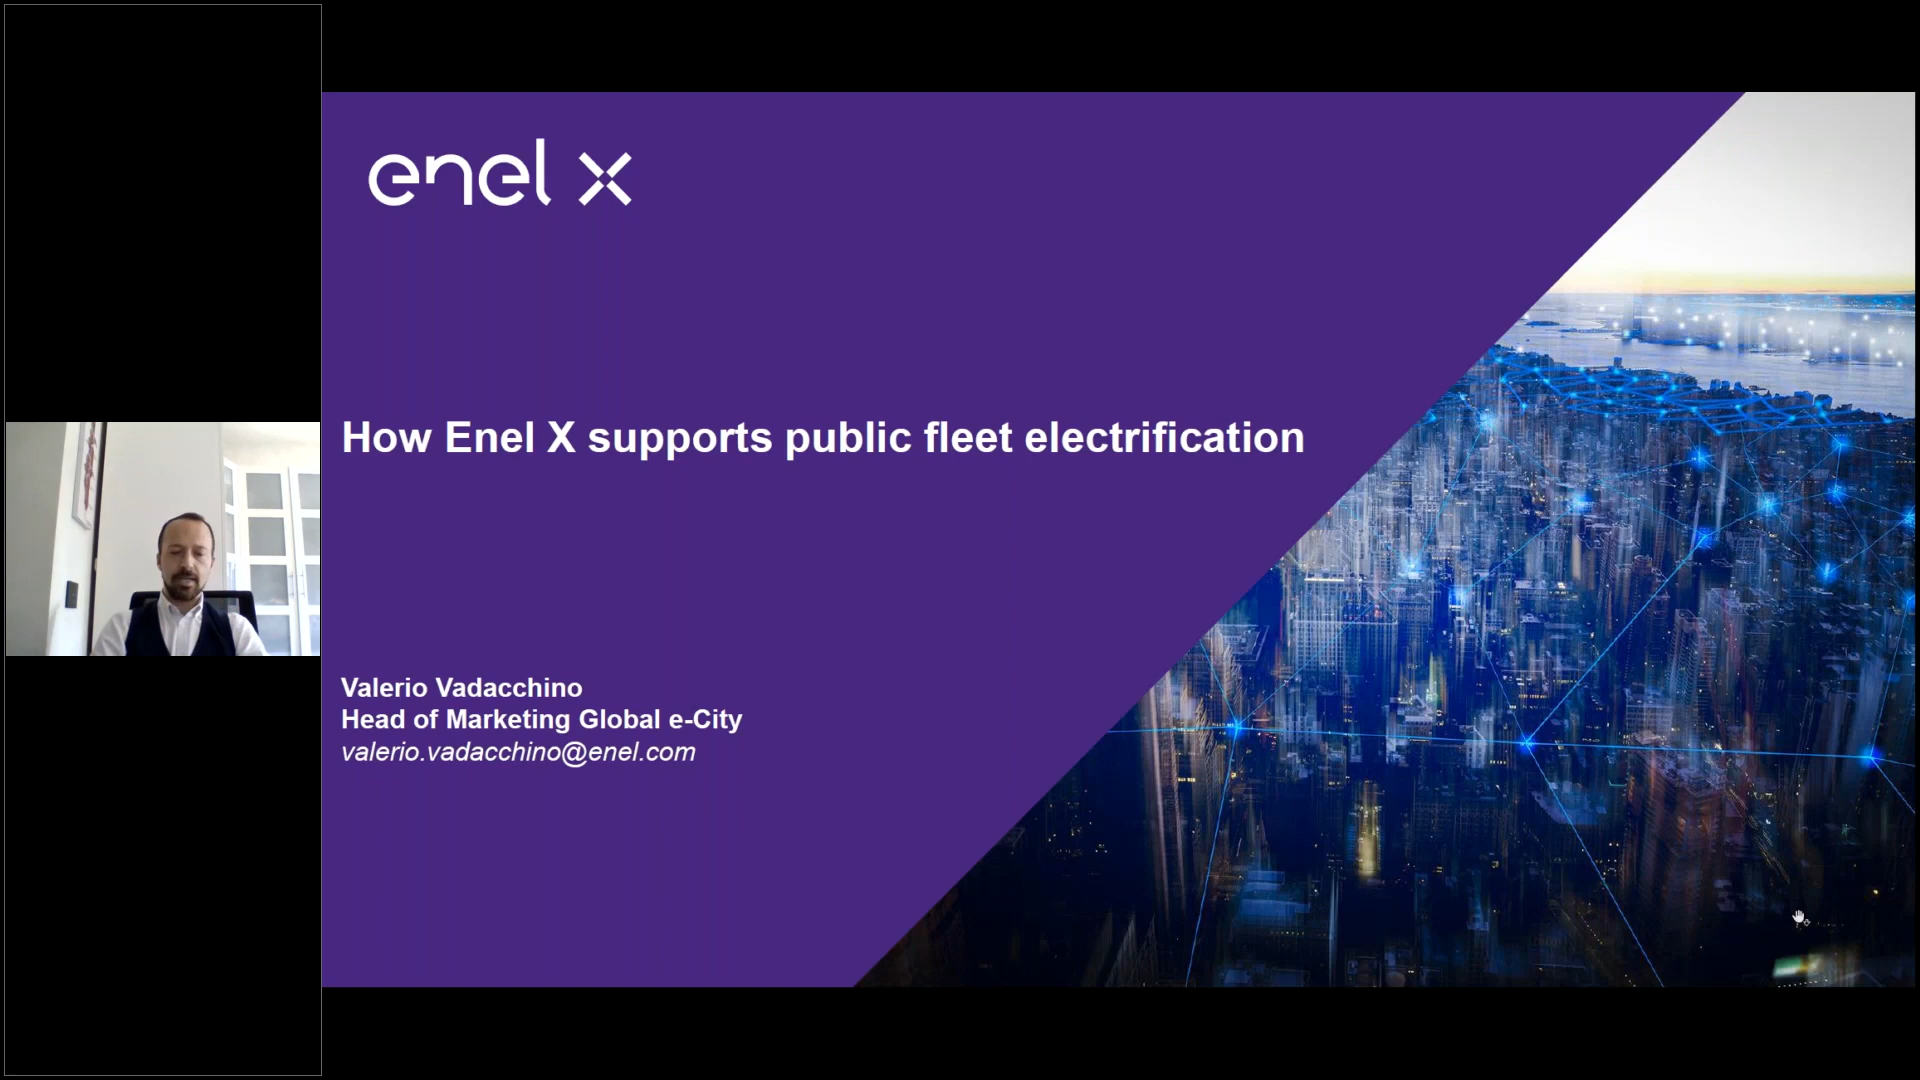 enel x
How Enel X supports public fleet electrification
Valerio Vadacchino
Head of Marketing Global e-City
valerio.vadacchino@enel.com